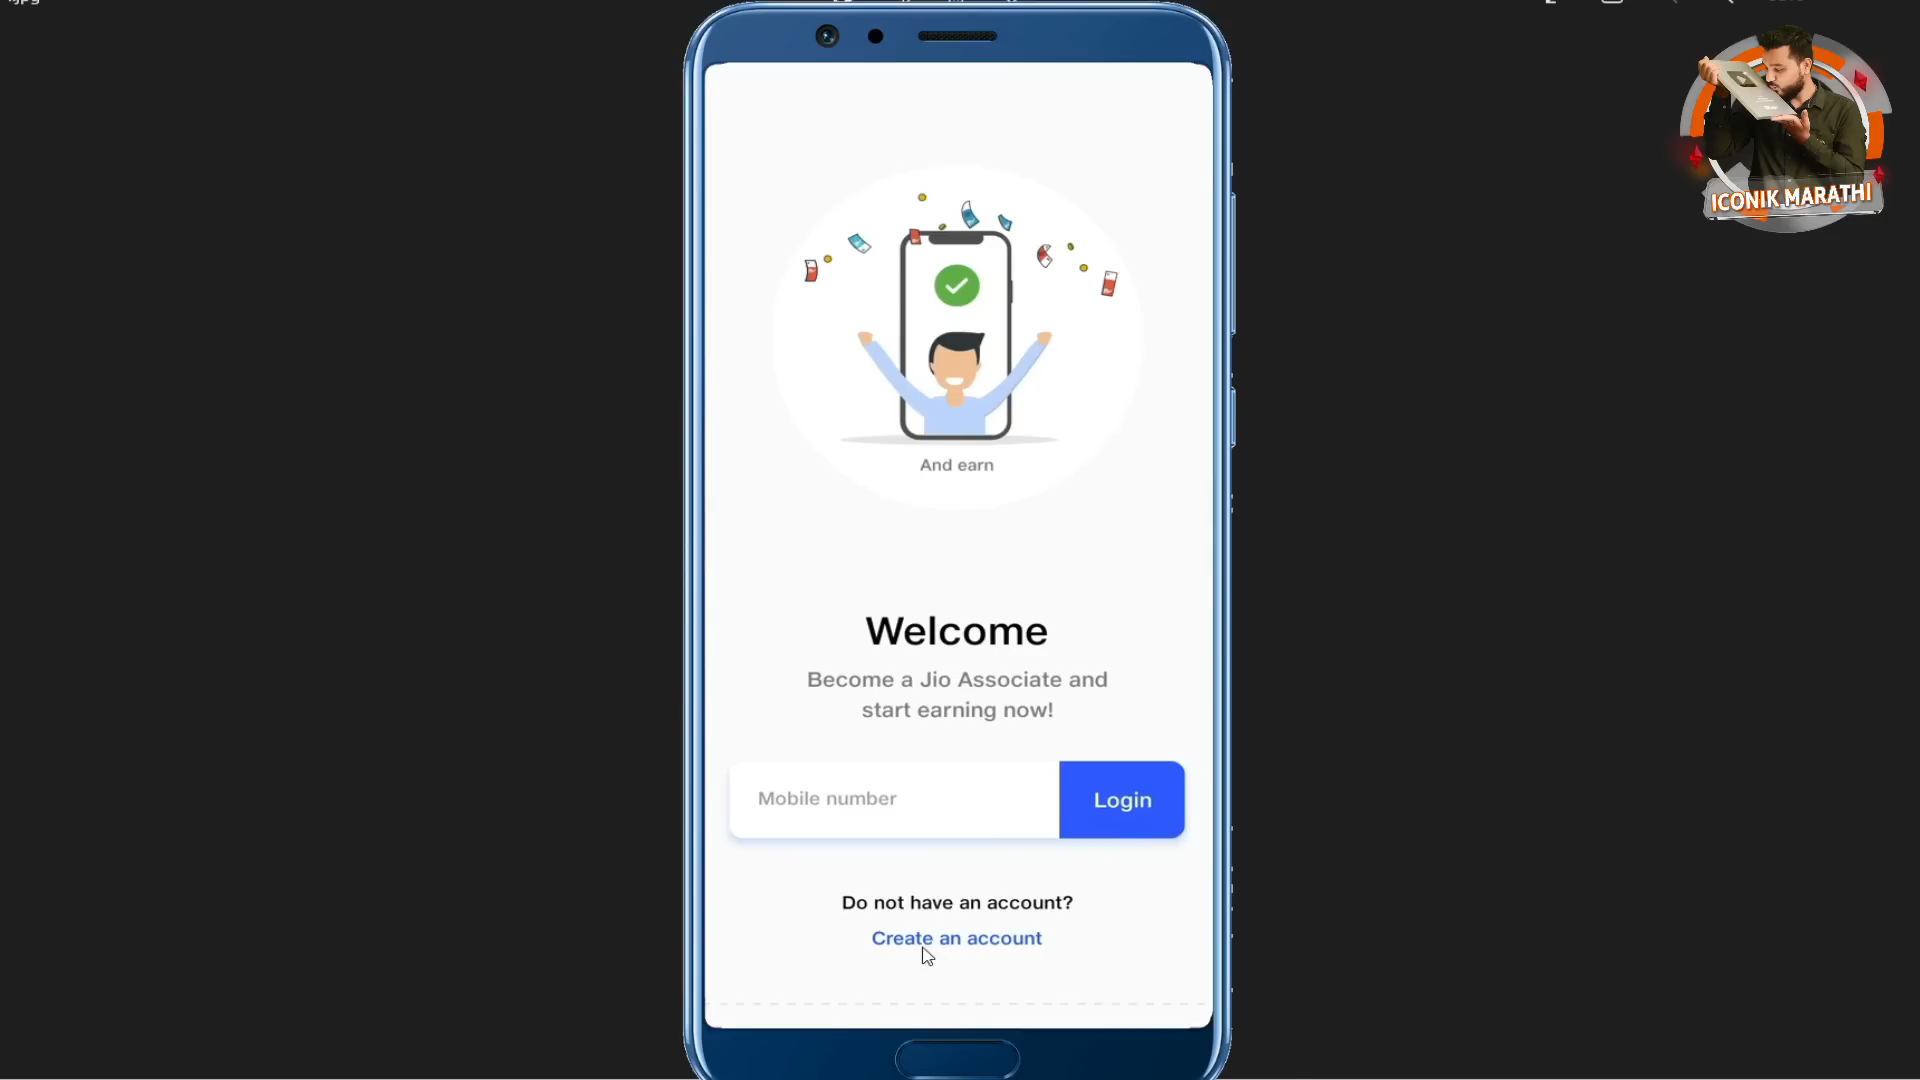 ICONIK MARATHI
And earn
Welcome
Become a Jio Associate and
start earning now!
Mobile number
Login
Do not have an account?
Create an account